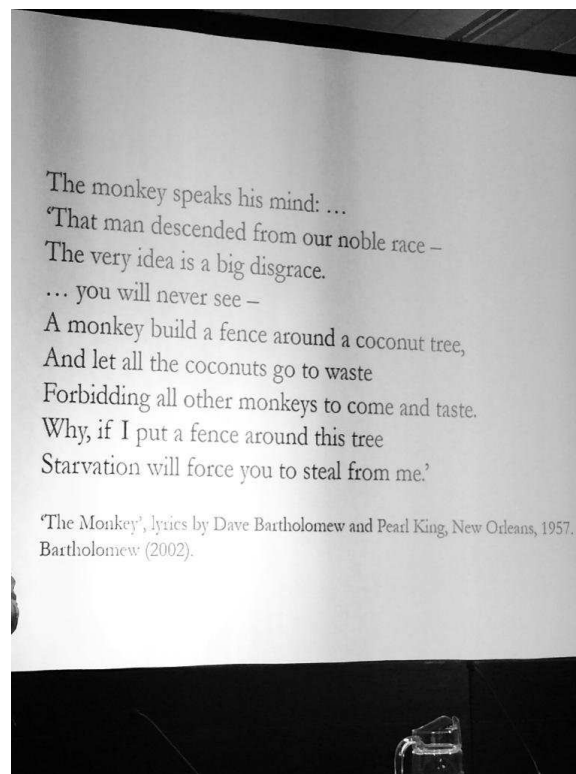 The monkey speaks his mind: …
‘That man descended from our noble race –
The very idea is a big disgrace.
… you will never see –
A monkey build a fence around a coconut tree,
And let all the coconuts go to waste
Forbidding all other monkeys to come and taste.
Why, if I put a fence around this tree
Starvation will force you to steal from me.’
‘The Monkey’, lyrics by Dave Bartholomew and Pearl King, New Orleans, 1957.
Bartholomew (2002).